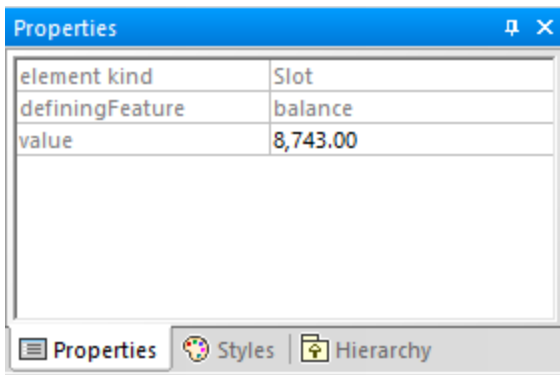 Properties
element kind Slot
definingFeature balance
value 8,743.00
Properties Styles Hierarchy